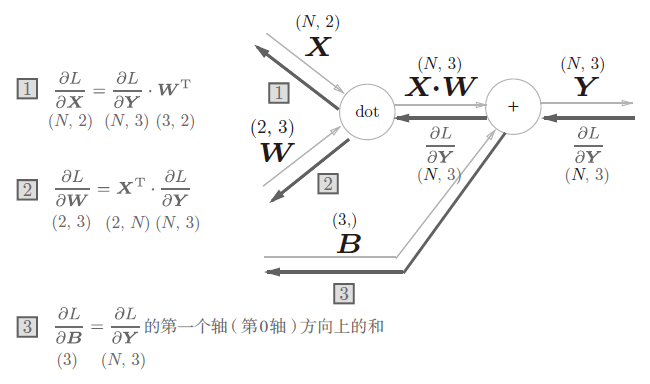 1 ∂L/∂X = ∂L/∂Y · W^T
(N, 2) (N, 3) (3, 2)
2 ∂L/∂W = X^T · ∂L/∂Y
(2, 3) (2, N) (N, 3)
3 ∂L/∂B = ∂L/∂Y 的第一个轴(第0轴)方向上的和
(3) (N, 3)
(N, 2)
X
1
(2, 3)
W
2
dot
(N, 3)
X·W
∂L/∂Y
(N, 3)
+
(N, 3)
Y
∂L/∂Y
(N, 3)
(3,)
B
3